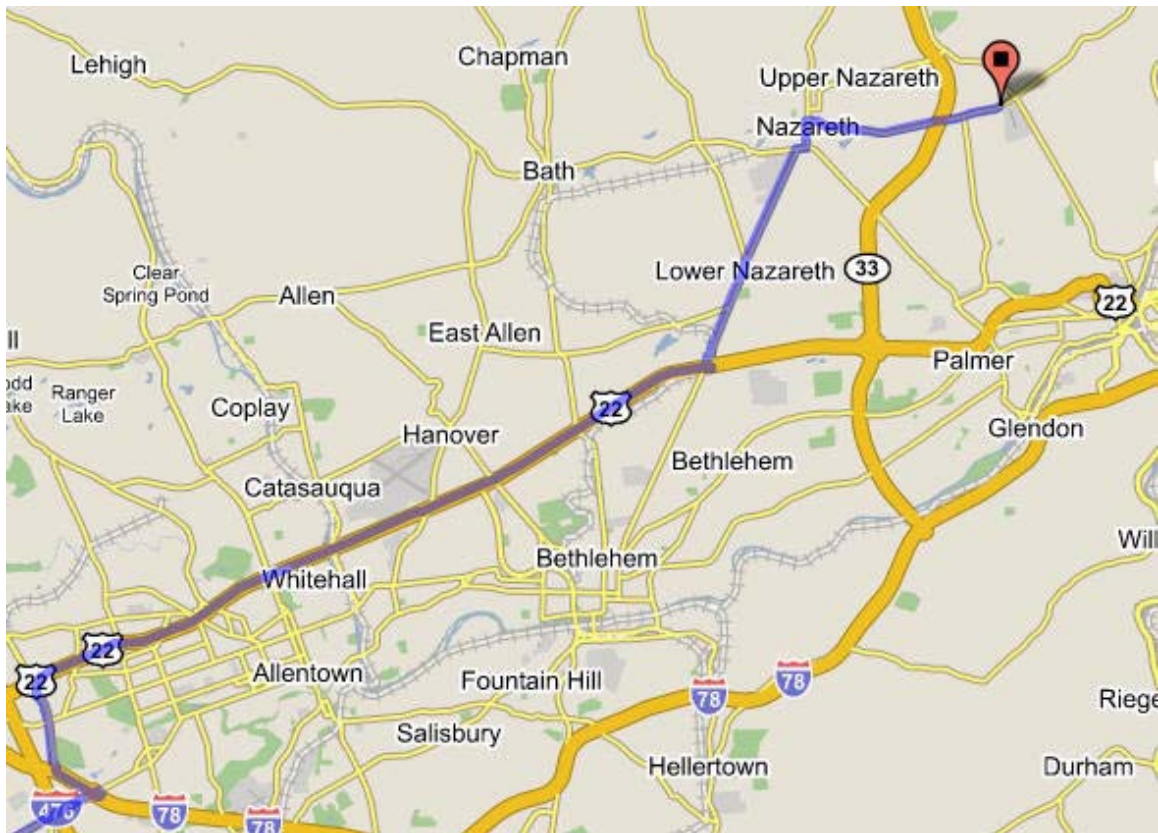 Lehigh
Chapman
Upper Nazareth
Nazareth
Bath
Clear
Spring Pond
Allen
Lower Nazareth
33
22
East Allen
Palmer
Ranger
Lake
Coplay
22
Hanover
Glendon
Bethlehem
Catasauqua
Bethlehem
Whitehall
22
22
Allentown
Fountain Hill
78
78
Salisbury
Hellertown
Durham
476
78
78